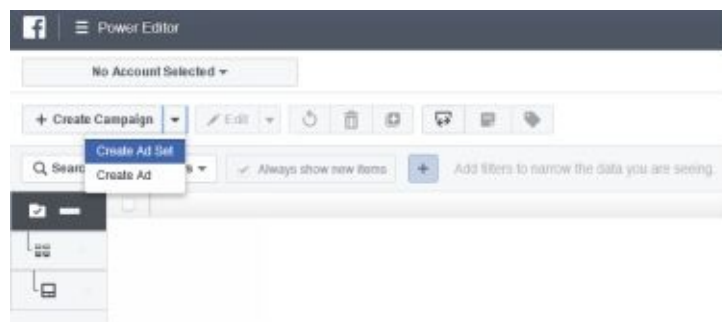 f Power Editor
No Account Selected
+ Create Campaign Edit
Create Ad Set
Create Ad
Sear s Always show new items + Add filters to narrow the data you are seeing.